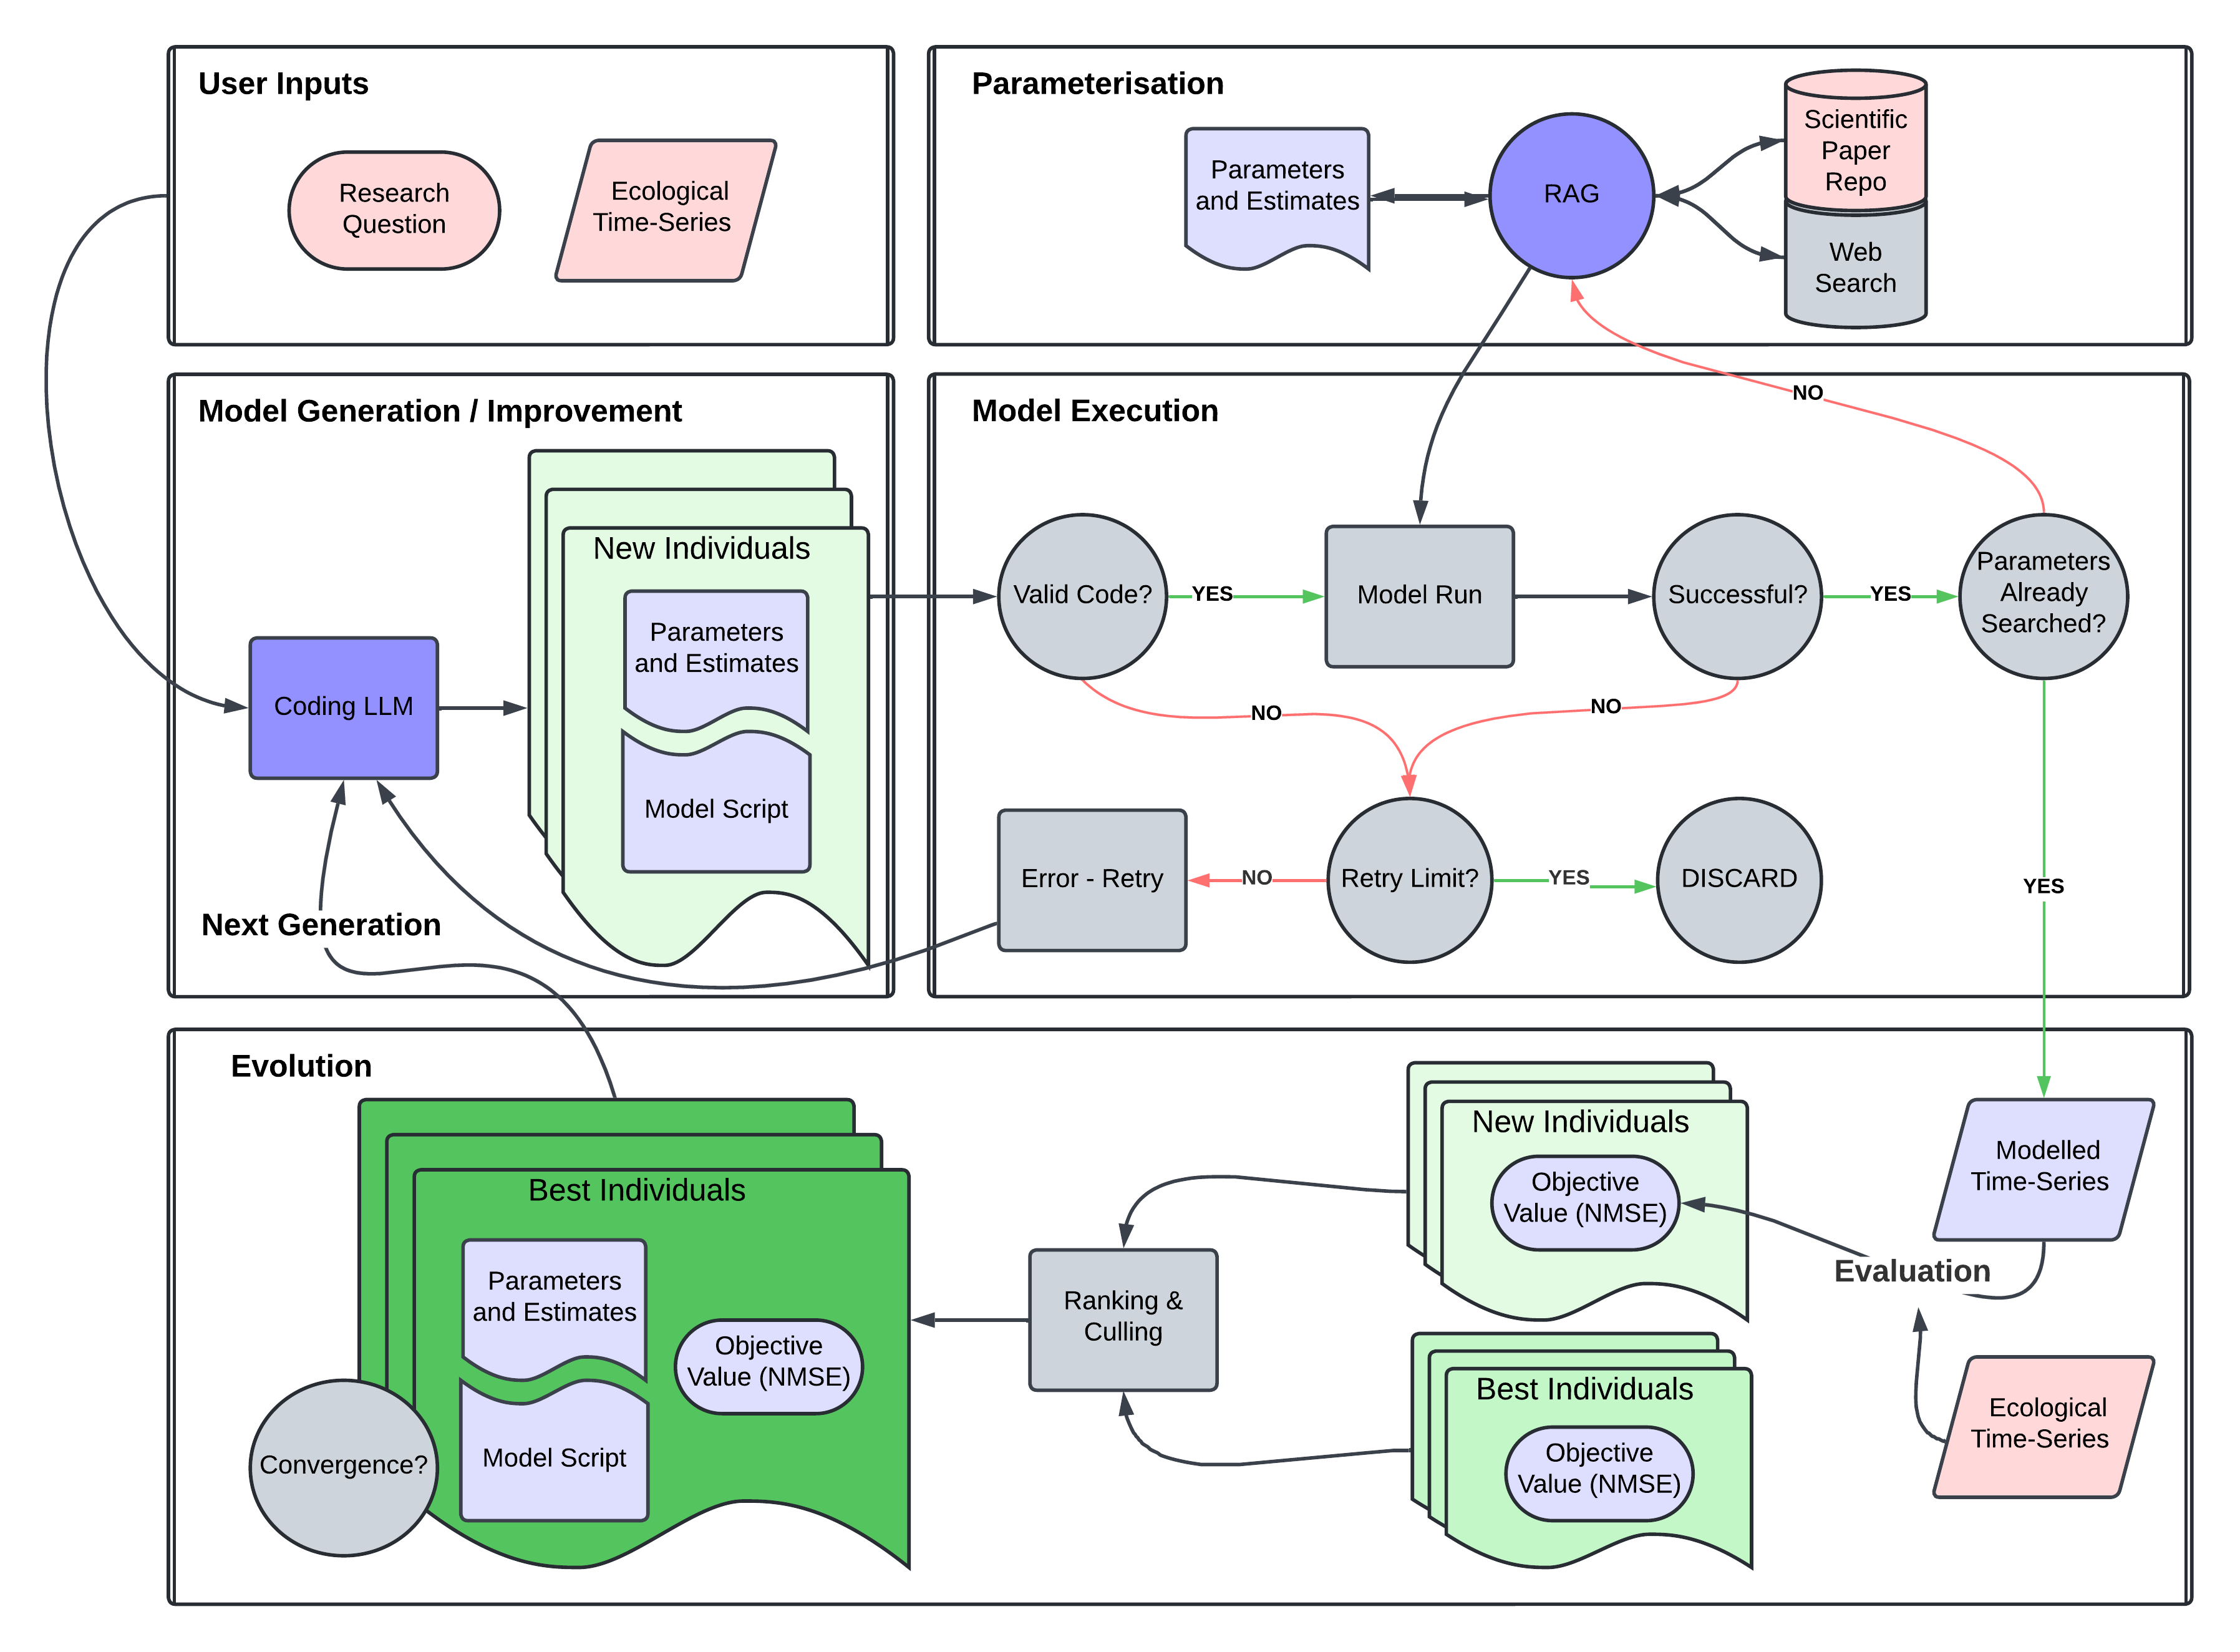 User Inputs
Research
Question
Ecological
Time-Series
Parameterisation
Parameters
and Estimates
RAG
Scientific
Paper
Repo
Web
Search
Model Generation / Improvement
Coding LLM
New Individuals
Parameters
and Estimates
Model Script
Next Generation
Model Execution
NO
Valid Code?
YES
Model Run
Successful?
YES
Parameters
Already
Searched?
NO
NO
Error - Retry
NO
Retry Limit?
YES
DISCARD
YES
Evolution
Best Individuals
Parameters
and Estimates
Model Script
Objective
Value (NMSE)
Convergence?
Ranking &
Culling
New Individuals
Objective
Value (NMSE)
Best Individuals
Objective
Value (NMSE)
Modelled
Time-Series
Evaluation
Ecological
Time-Series